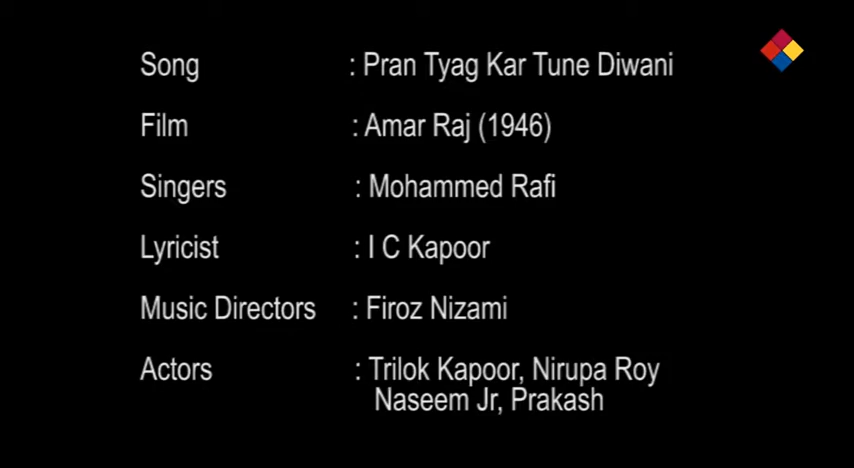 Song : Pran Tyag Kar Tune Diwani
Film : Amar Raj (1946)
Singers : Mohammed Rafi
Lyricist : I C Kapoor
Music Directors : Firoz Nizami
Actors : Trilok Kapoor, Nirupa Roy
Naseem Jr, Prakash